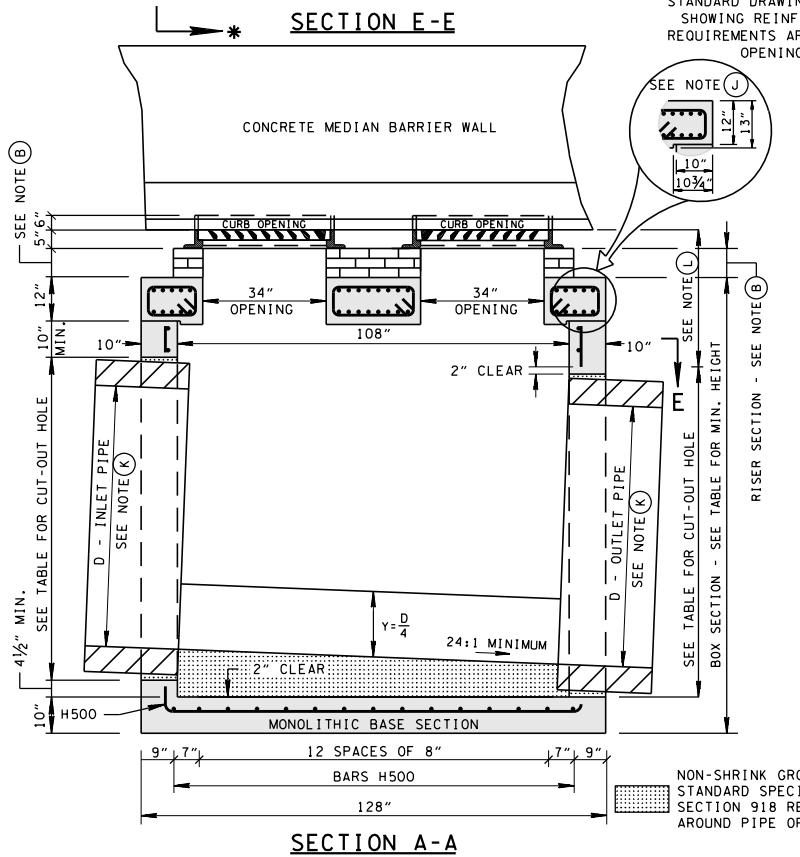 SECTION E-E
*
STANDARD DRAWIN
SHOWING REINF
REQUIREMENTS AR
OPENING
SEE NOTE J
12"
13"
10"
10¾"
CONCRETE MEDIAN BARRIER WALL
SEE NOTE B
6"
5"
CURB OPENING
CURB OPENING
12"
34"
OPENING
34"
OPENING
SEE NOTE L
10"
MIN.
10"
108"
10"
2" CLEAR
E
SEE TABLE FOR CUT-OUT HOLE
D - INLET PIPE
SEE NOTE K
D - OUTLET PIPE
SEE NOTE K
SEE TABLE FOR CUT-OUT HOLE
BOX SECTION - SEE TABLE FOR MIN. HEIGHT
RISER SECTION - SEE NOTE B
Y=D/4
24:1 MINIMUM
4½" MIN.
2" CLEAR
10"
H500
MONOLITHIC BASE SECTION
9" 7" 12 SPACES OF 8" 7" 9"
BARS H500
128"
NON-SHRINK GRO
STANDARD SPECI
SECTION 918 RE
AROUND PIPE OP
SECTION A-A